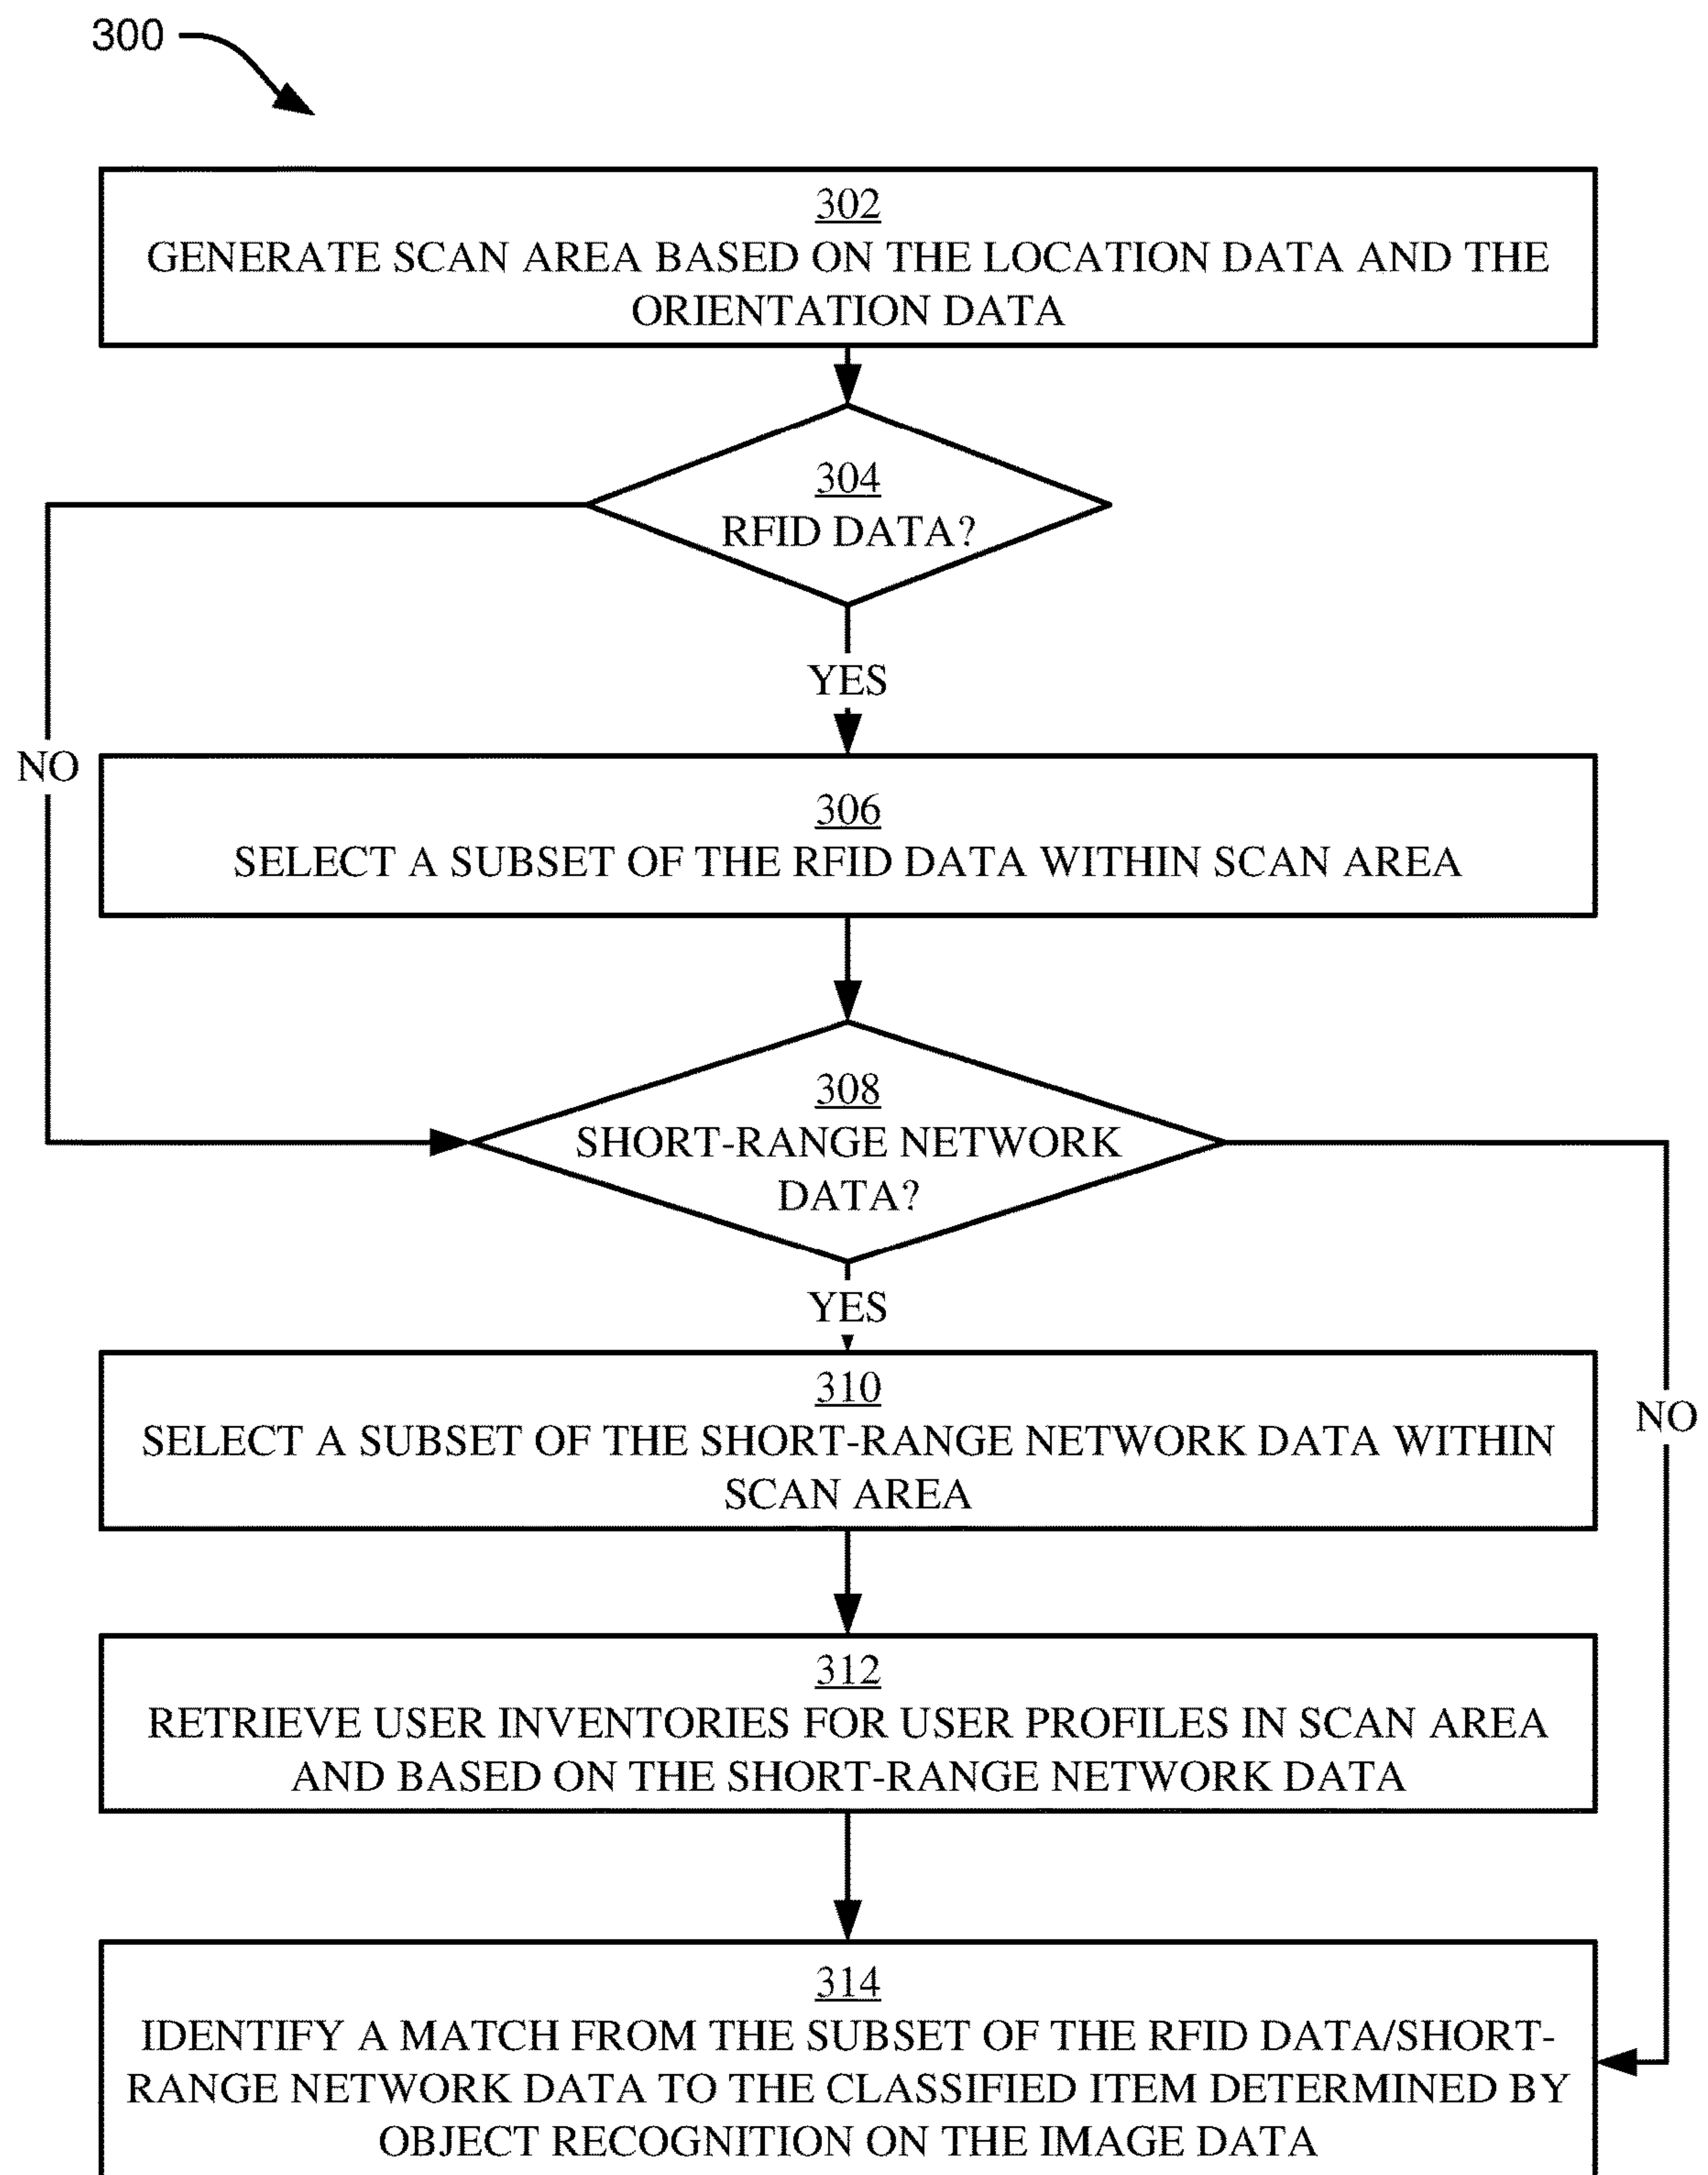 300
302
GENERATE SCAN AREA BASED ON THE LOCATION DATA AND THE
ORIENTATION DATA
304
RFID DATA?
YES
NO
306
SELECT A SUBSET OF THE RFID DATA WITHIN SCAN AREA
308
SHORT-RANGE NETWORK
DATA?
YES
310
SELECT A SUBSET OF THE SHORT-RANGE NETWORK DATA WITHIN
SCAN AREA
NO
312
RETRIEVE USER INVENTORIES FOR USER PROFILES IN SCAN AREA
AND BASED ON THE SHORT-RANGE NETWORK DATA
314
IDENTIFY A MATCH FROM THE SUBSET OF THE RFID DATA/SHORT-
RANGE NETWORK DATA TO THE CLASSIFIED ITEM DETERMINED BY
OBJECT RECOGNITION ON THE IMAGE DATA